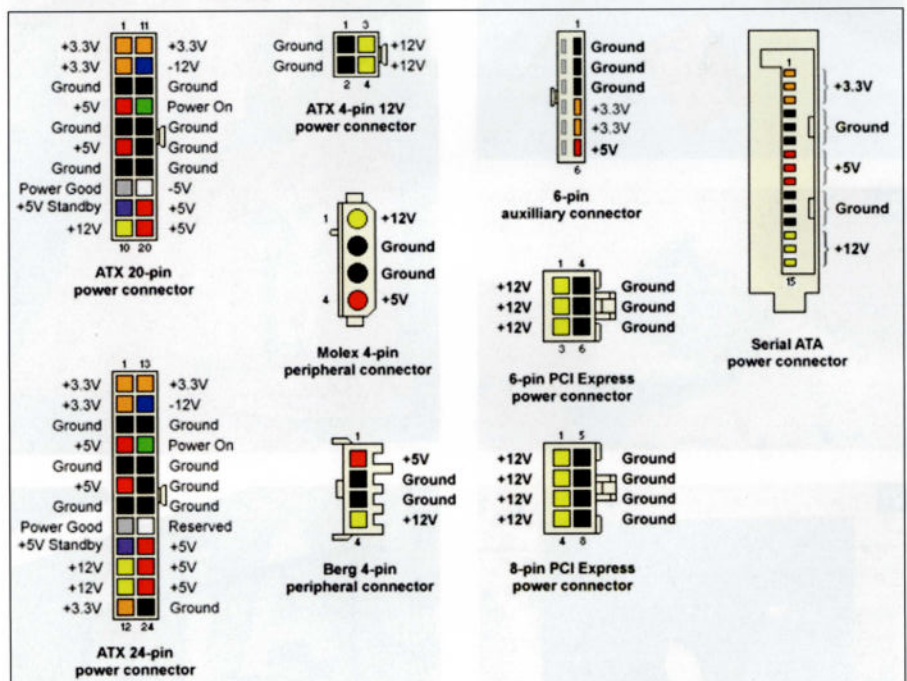 1 11
+3.3V +3.3V
+3.3V -12V
Ground Ground
+5V Power On
Ground Ground
+5V Ground
Ground Ground
Power Good -5V
+5V Standby +5V
+12V +5V
10 20
ATX 20-pin
power connector
1 3
Ground +12V
Ground +12V
2 4
ATX 4-pin 12V
power connector
1
Ground
Ground
Ground
+3.3V
+3.3V
+5V
6
6-pin
auxilliary connector
1
+3.3V
Ground
+5V
Ground
+12V
15
Serial ATA
power connector
1 +12V
Ground
Ground
4 +5V
Molex 4-pin
peripheral connector
1 4
+12V Ground
+12V Ground
+12V Ground
3 6
6-pin PCI Express
power connector
1 13
+3.3V +3.3V
+3.3V -12V
Ground Ground
+5V Power On
Ground Ground
+5V Ground
Ground Ground
Power Good Reserved
+5V Standby +5V
+12V +5V
+12V +5V
+3.3V Ground
12 24
ATX 24-pin
power connector
1
+5V
Ground
Ground
+12V
4
Berg 4-pin
peripheral connector
1 5
+12V Ground
+12V Ground
+12V Ground
+12V Ground
4 8
8-pin PCI Express
power connector